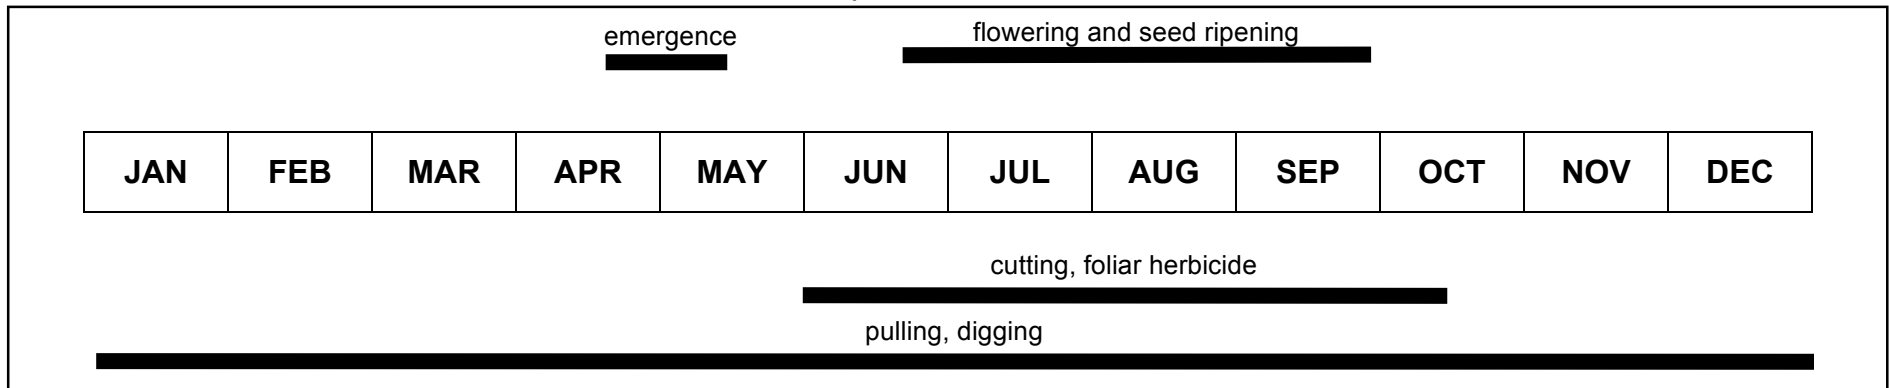 emergence
flowering and seed ripening
JAN FEB MAR APR MAY JUN JUL AUG SEP OCT NOV DEC
cutting, foliar herbicide
pulling, digging